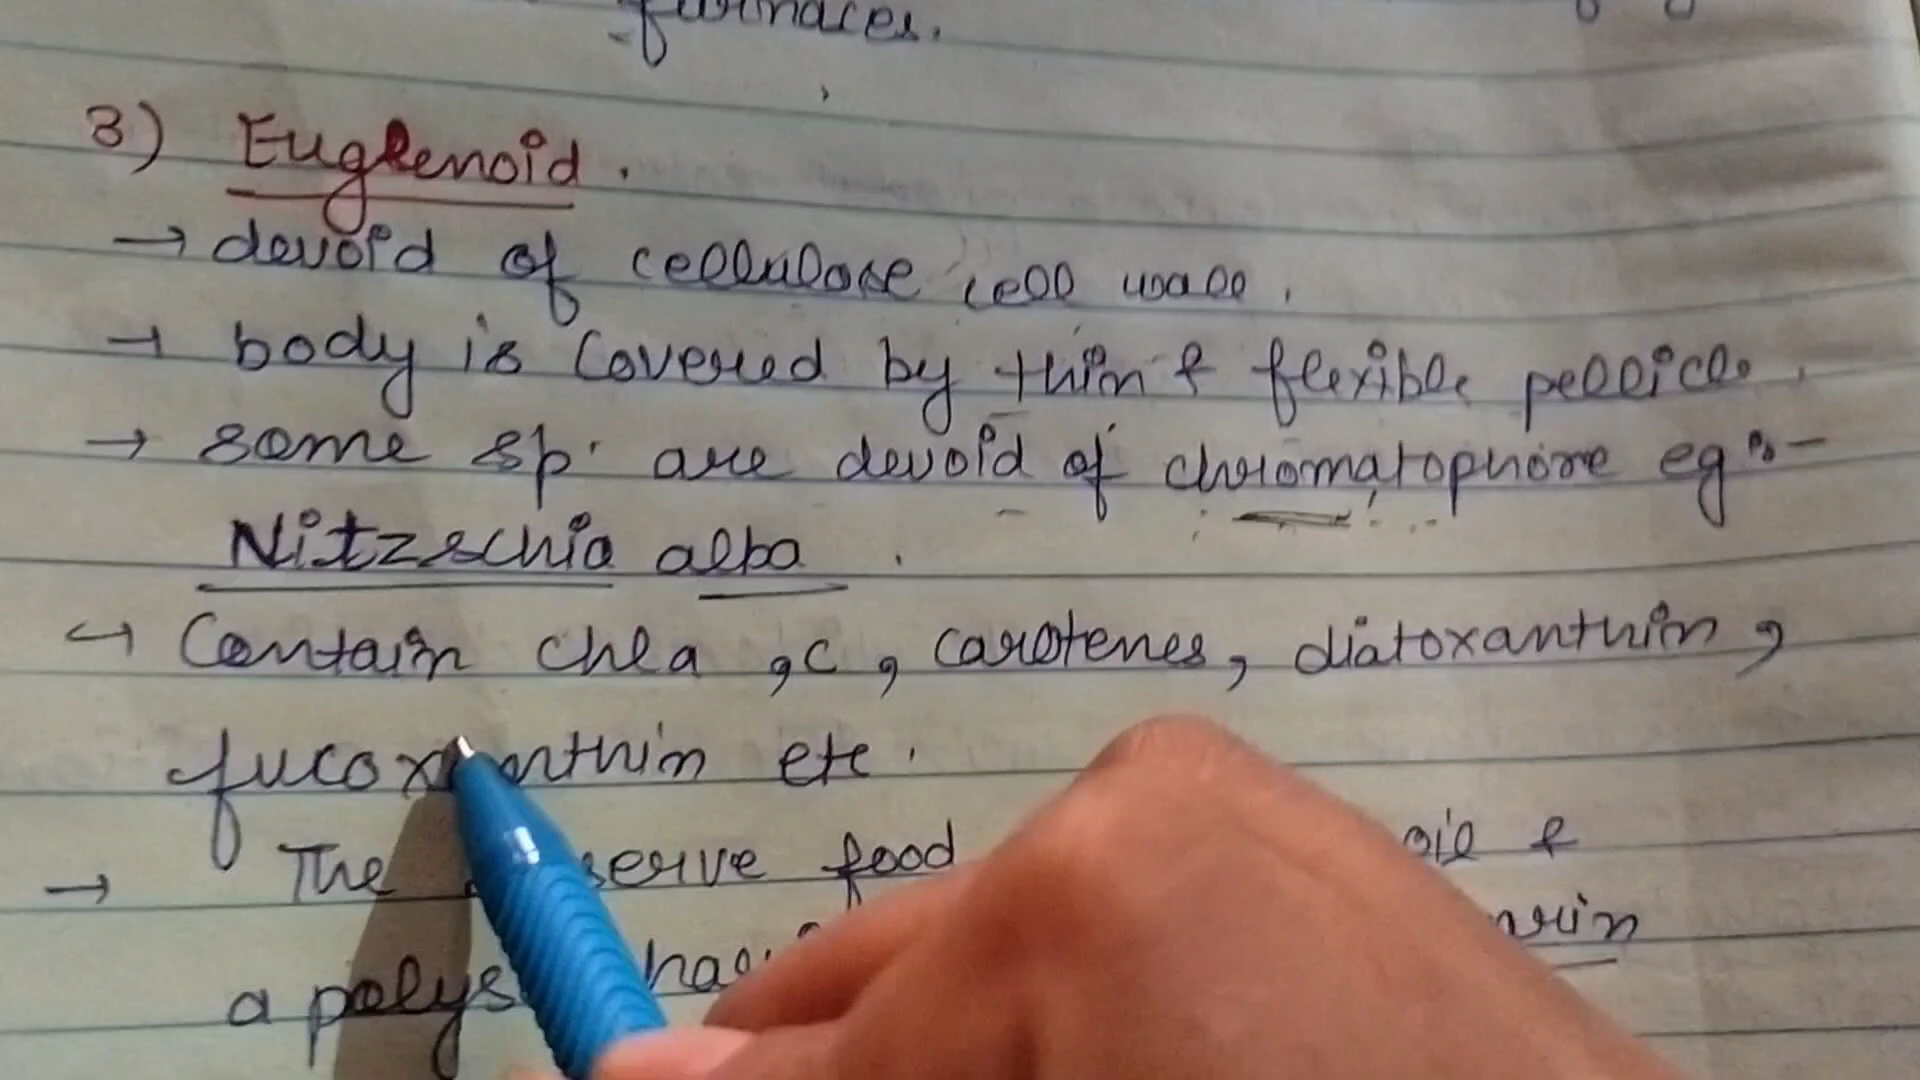 furnaces.
3) Euglenoid.
→ devoid of cellulose cell wall.
→ body is covered by thin & flexible pellicle.
→ some sp. are devoid of chromatophore eg:-
Nitzschia alba.
→ Contain chl a, c, carotenes, diatoxanthin,
fucoxanthin etc.
→ The food oil &
a